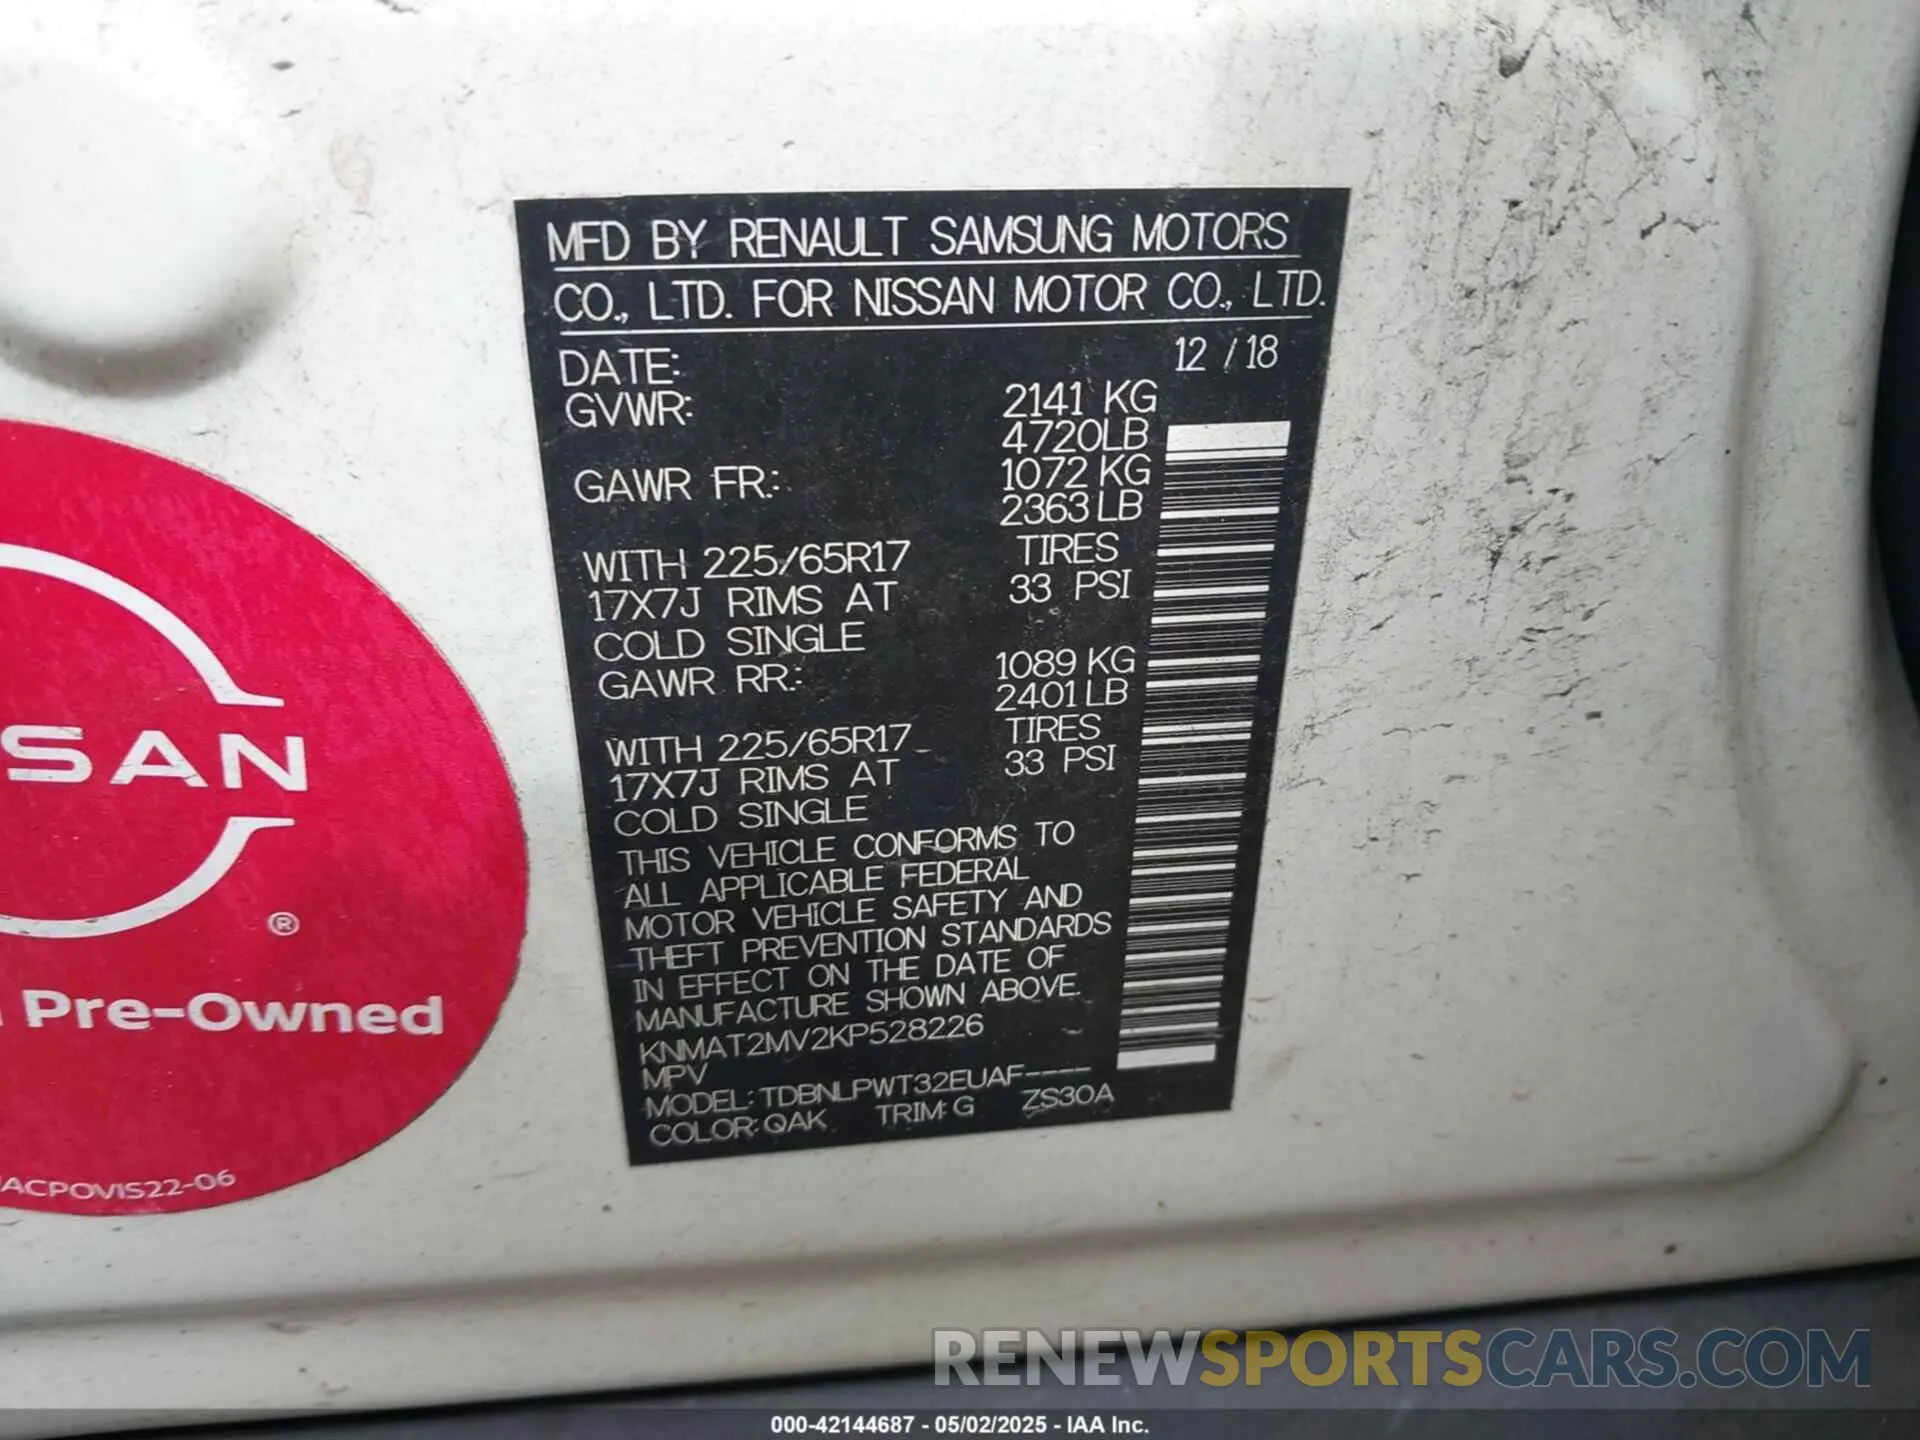 MFD BY RENAULT SAMSUNG MOTORS
CO., LTD. FOR NISSAN MOTOR CO., LTD.
DATE: 12 / 18
GVWR: 2141 KG
4720LB
GAWR FR.: 1072 KG
2363 LB
WITH 225/65R17 TIRES
17X7J RIMS AT 33 PSI
COLD SINGLE
GAWR RR.: 1089 KG
2401 LB
WITH 225/65R17 TIRES
17X7J RIMS AT 33 PSI
COLD SINGLE
THIS VEHICLE CONFORMS TO
ALL APPLICABLE FEDERAL
MOTOR VEHICLE SAFETY AND
THEFT PREVENTION STANDARDS
IN EFFECT ON THE DATE OF
MANUFACTURE SHOWN ABOVE.
KNMAT2MV2KP528226
MPV
MODEL: TDBNLPWT32EUAF----
COLOR: QAK TRIM: G ZS30A
SSAN
®
Pre-Owned
ACPOVIS22-06
RENEWSPORTSCARS.COM
000-42144687 - 05/02/2025 - IAA Inc.